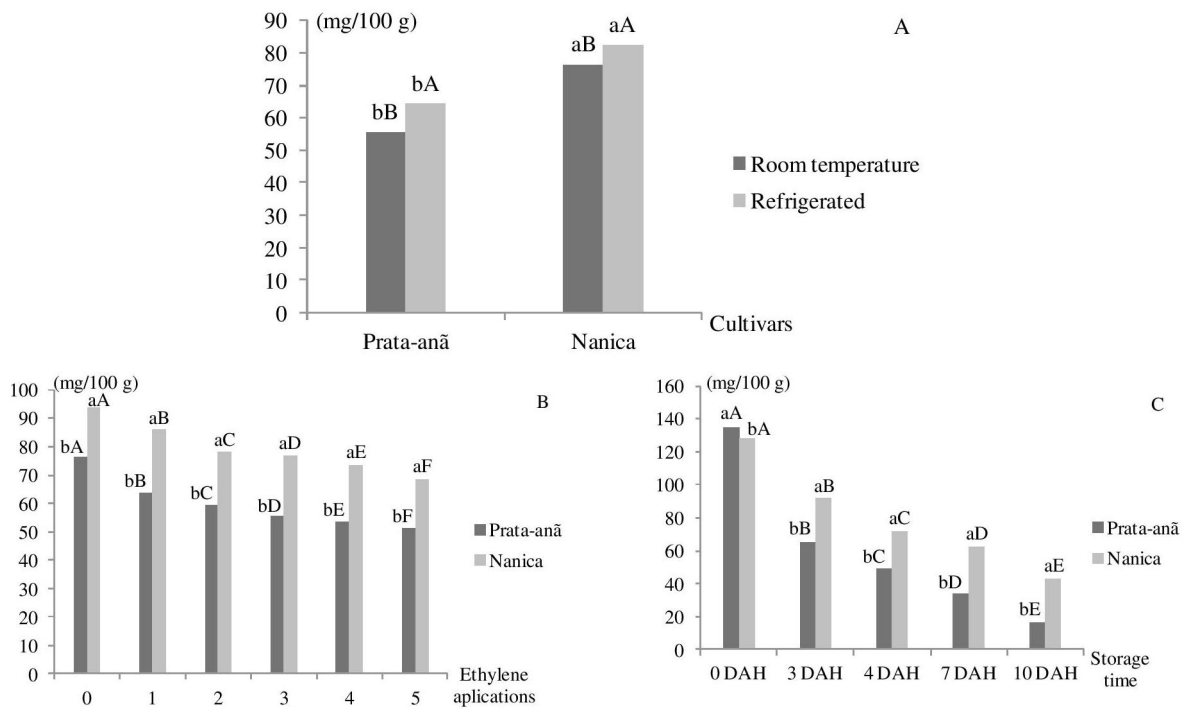 (mg/100 g)
A
90
80
70
60
50
40
30
20
10
0
bB
bA
aB
aA
Room temperature
Refrigerated
Prata-anã
Nanica
Cultivars
(mg/100 g)
B
100
90
80
70
60
50
40
30
20
10
0
bA
aA
bB
aB
bC
aC
bD
aD
bE
aE
bF
aF
Prata-anã
Nanica
0
1
2
3
4
5
Ethylene
aplications
(mg/100 g)
C
160
140
120
100
80
60
40
20
0
aA
bA
bB
aB
bC
aC
bD
aD
bE
aE
Prata-anã
Nanica
0 DAH
3 DAH
4 DAH
7 DAH
10 DAH
Storage
time